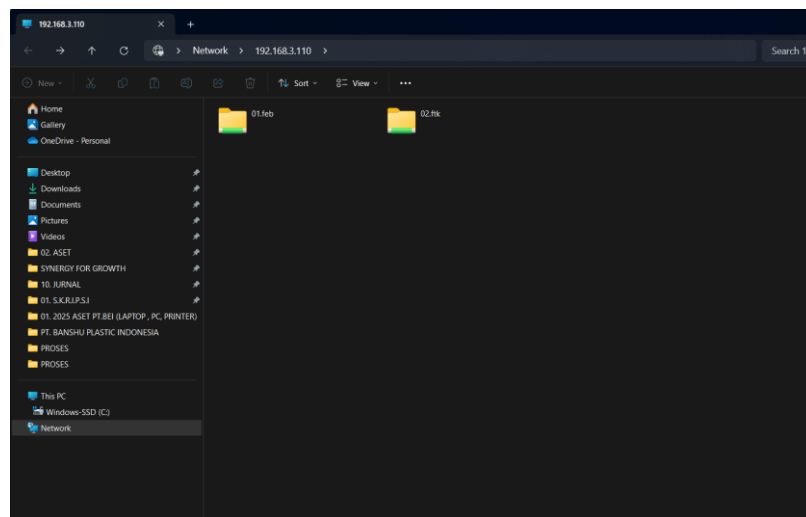 192.168.3.110
Network > 192.168.3.110 >
Search 1
New
Sort
View
Home
Gallery
OneDrive - Personal
01.feb
02.ftk
Desktop
Downloads
Documents
Pictures
Videos
02. ASET
SYNERGY FOR GROWTH
10. JURNAL
01. S.K.R.I.P.S.I
01. 2025 ASET PT.BEI (LAPTOP , PC, PRINTER)
PT. BANSHU PLASTIC INDONESIA
PROSES
PROSES
This PC
Windows-SSD (C:)
Network